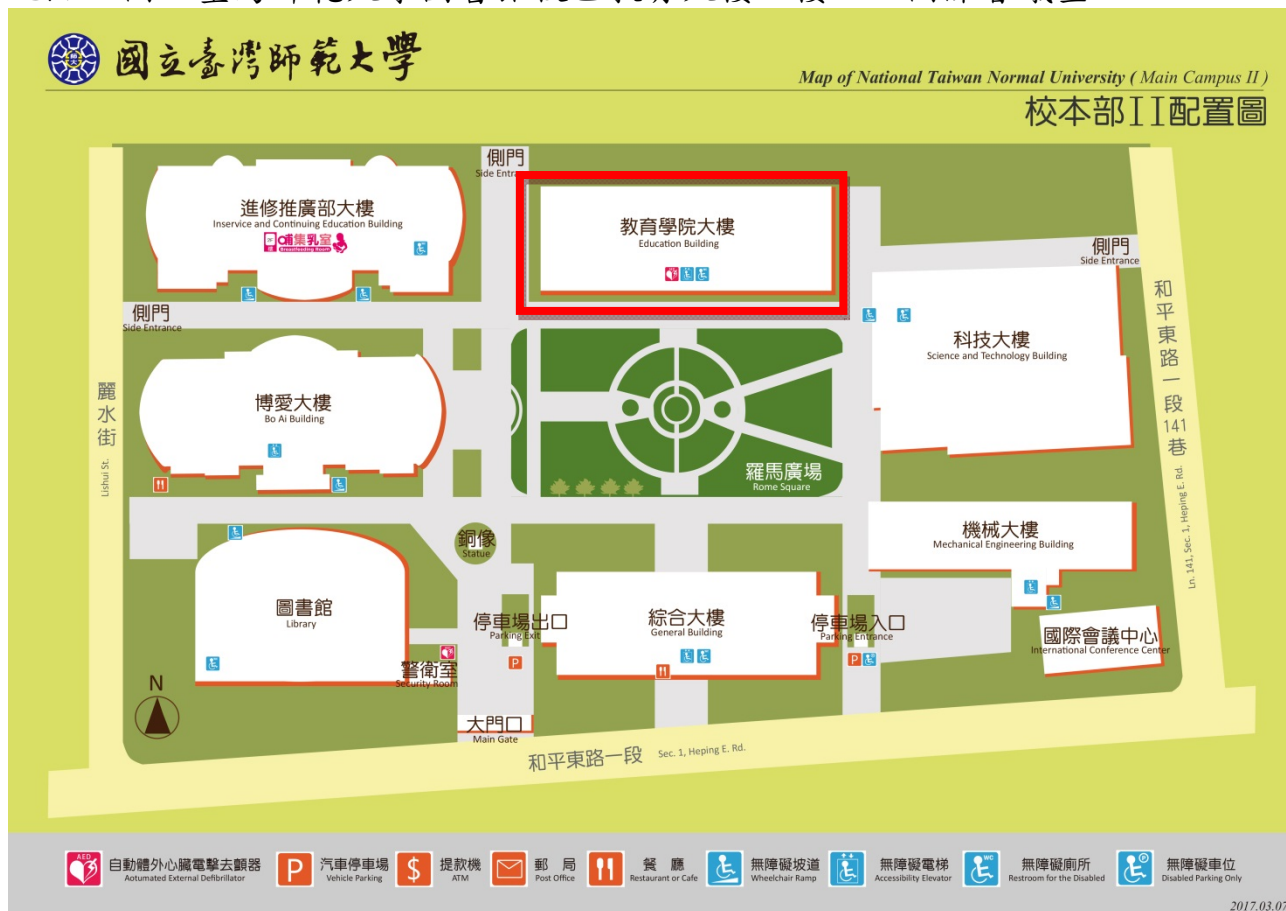 國立臺灣師範大學
Map of National Taiwan Normal University ( Main Campus II )
校本部II配置圖
側門
Side Entrance
進修推廣部大樓
Inservice and Continuing Education Building
哺集乳室
Breastfeeding Room
教育學院大樓
Education Building
側門
Side Entrance
側門
Side Entrance
科技大樓
Science and Technology Building
和平東路一段141巷
Ln. 141, Sec. 1, Heping E. Rd.
麗水街
Lishui St.
博愛大樓
Bo Ai Building
羅馬廣場
Rome Square
銅像
Statue
機械大樓
Mechanical Engineering Building
圖書館
Library
停車場出口
Parking Exit
P
綜合大樓
General Building
停車場入口
Parking Entrance
P
國際會議中心
International Conference Center
警衛室
Security Room
N
大門口
Main Gate
和平東路一段 Sec. 1, Heping E. Rd.
AED
自動體外心臟電擊去顫器
Aotumated External Defibrillator
P
汽車停車場
Vehicle Parking
$
提款機
ATM
郵 局
Post Office
餐 廳
Restaurant or Cafe
無障礙坡道
Wheelchair Ramp
無障礙電梯
Accessibility Elevator
WC
無障礙廁所
Restroom for the Disabled
P
無障礙車位
Disabled Parking Only
2017.03.07